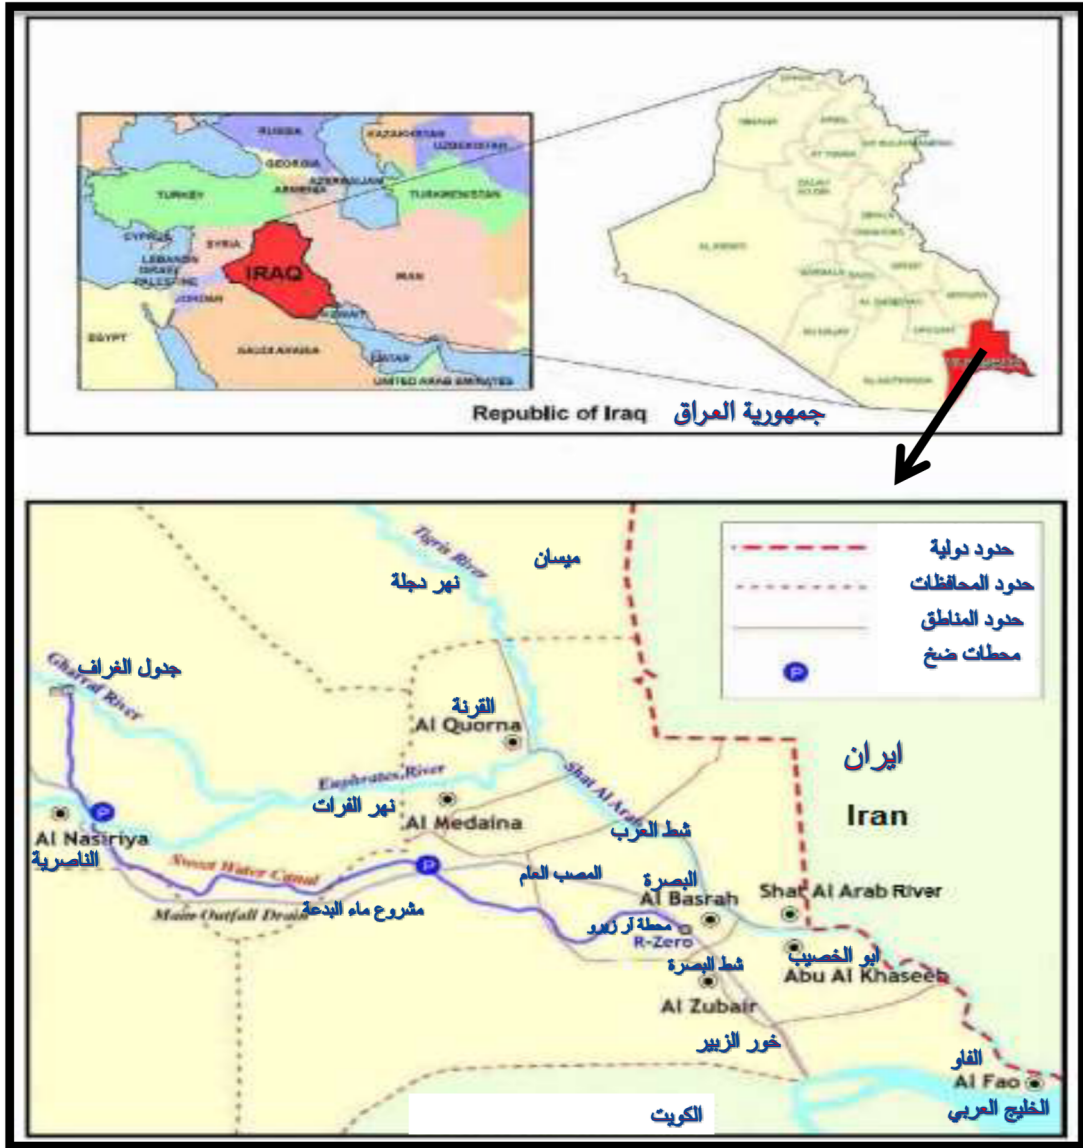 RUSSIA
KAZAKHSTAN
UZBEKISTAN
GEORGIA
ARMENIA
AZERBAIJAN
TURKMENISTAN
TURKEY
CYPRUS
SYRIA
LEBANON
ISRAEL
PALESTINE
IRAQ
IRAN
JORDAN
KUWAIT
EGYPT
SAUDI ARABIA
QATAR
UNITED ARAB EMIRATES
Republic of Iraq جمهورية العراق
حدود دولية
حدود المحافظات
حدود المناطق
محطات ضخ
P
Tigris River
نهر دجلة
ميسان
جدول الغراف
Gharraf River
القرنة
Al Quorna
ايران
Iran
Euphrates River
نهر الفرات
Shat Al Arab
شط العرب
Al Medaina
P
Al Nasiriya
الناصرية
Sweet Water Canal
P
Main Outfall Drain
مشروع ماء البدعة
المصب العام
البصرة
Al Basrah
Shat Al Arab River
محطة آر زيرو
R-Zero
ابو الخصيب
Abu Al Khaseeb
شط البصرة
Al Zubair
خور الزبير
الفاو
Al Fao
الخليج العربي
الكويت